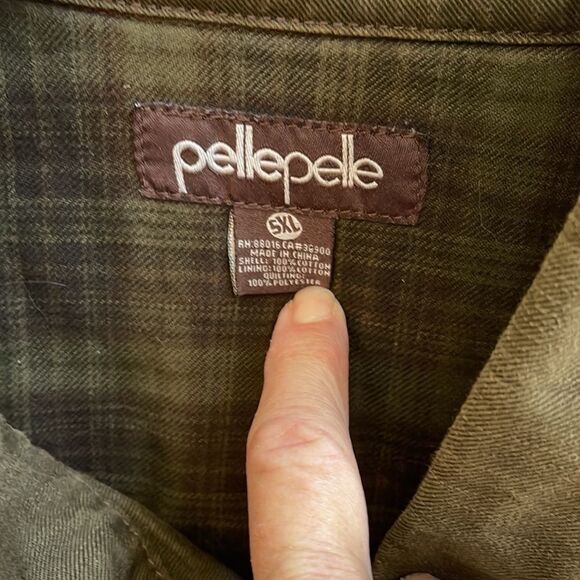 pellepelle
5XL
RN:88016 CA#36900
MADE IN CHINA
SHELL: 100% COTTON
LINING: 100% COTTON
QUILTING:
100% POLYESTER